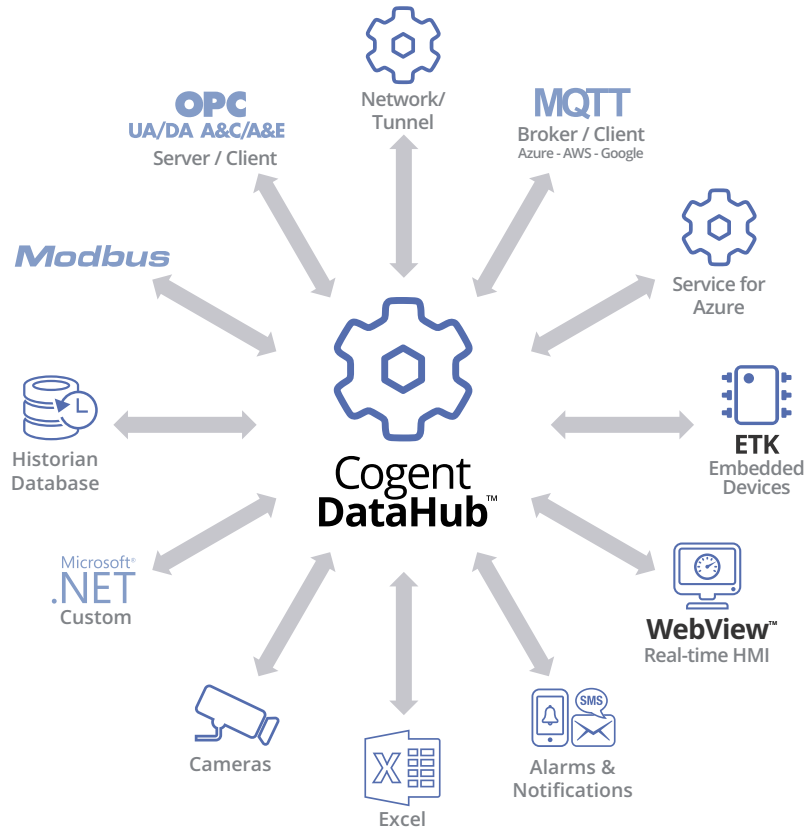 Network/
Tunnel
OPC
UA/DA A&C/A&E
Server / Client
MQTT
Broker / Client
Azure - AWS - Google
Modbus
Service for
Azure
Historian
Database
Cogent
DataHub™
ETK
Embedded
Devices
Microsoft®
.NET
Custom
WebView™
Real-time HMI
Cameras
X
Excel
SMS
Alarms &
Notifications